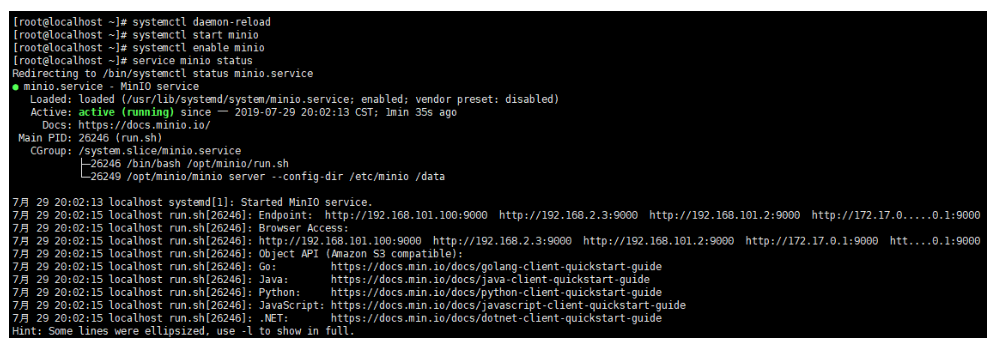 [root@localhost ~]# systemctl daemon-reload
[root@localhost ~]# systemctl start minio
[root@localhost ~]# systemctl enable minio
[root@localhost ~]# service minio status
Redirecting to /bin/systemctl status minio.service
● minio.service - MinIO service
Loaded: loaded (/usr/lib/systemd/system/minio.service; enabled; vendor preset: disabled)
Active: active (running) since 一 2019-07-29 20:02:13 CST; 1min 35s ago
Docs: https://docs.minio.io/
Main PID: 26246 (run.sh)
CGroup: /system.slice/minio.service
├─26246 /bin/bash /opt/minio/run.sh
└─26249 /opt/minio/minio server --config-dir /etc/minio /data
7月 29 20:02:13 localhost systemd[1]: Started MinIO service.
7月 29 20:02:15 localhost run.sh[26246]: Endpoint:  http://192.168.101.100:9000  http://192.168.2.3:9000  http://192.168.101.2:9000  http://172.17.0.....0.1:9000
7月 29 20:02:15 localhost run.sh[26246]: Browser Access:
7月 29 20:02:15 localhost run.sh[26246]: http://192.168.101.100:9000  http://192.168.2.3:9000  http://192.168.101.2:9000  http://172.17.0.1:9000  htt....0.1:9000
7月 29 20:02:15 localhost run.sh[26246]: Object API (Amazon S3 compatible):
7月 29 20:02:15 localhost run.sh[26246]: Go:         https://docs.min.io/docs/golang-client-quickstart-guide
7月 29 20:02:15 localhost run.sh[26246]: Java:       https://docs.min.io/docs/java-client-quickstart-guide
7月 29 20:02:15 localhost run.sh[26246]: Python:     https://docs.min.io/docs/python-client-quickstart-guide
7月 29 20:02:15 localhost run.sh[26246]: JavaScript: https://docs.min.io/docs/javascript-client-quickstart-guide
7月 29 20:02:15 localhost run.sh[26246]: .NET:       https://docs.min.io/docs/dotnet-client-quickstart-guide
Hint: Some lines were ellipsized, use -l to show in full.